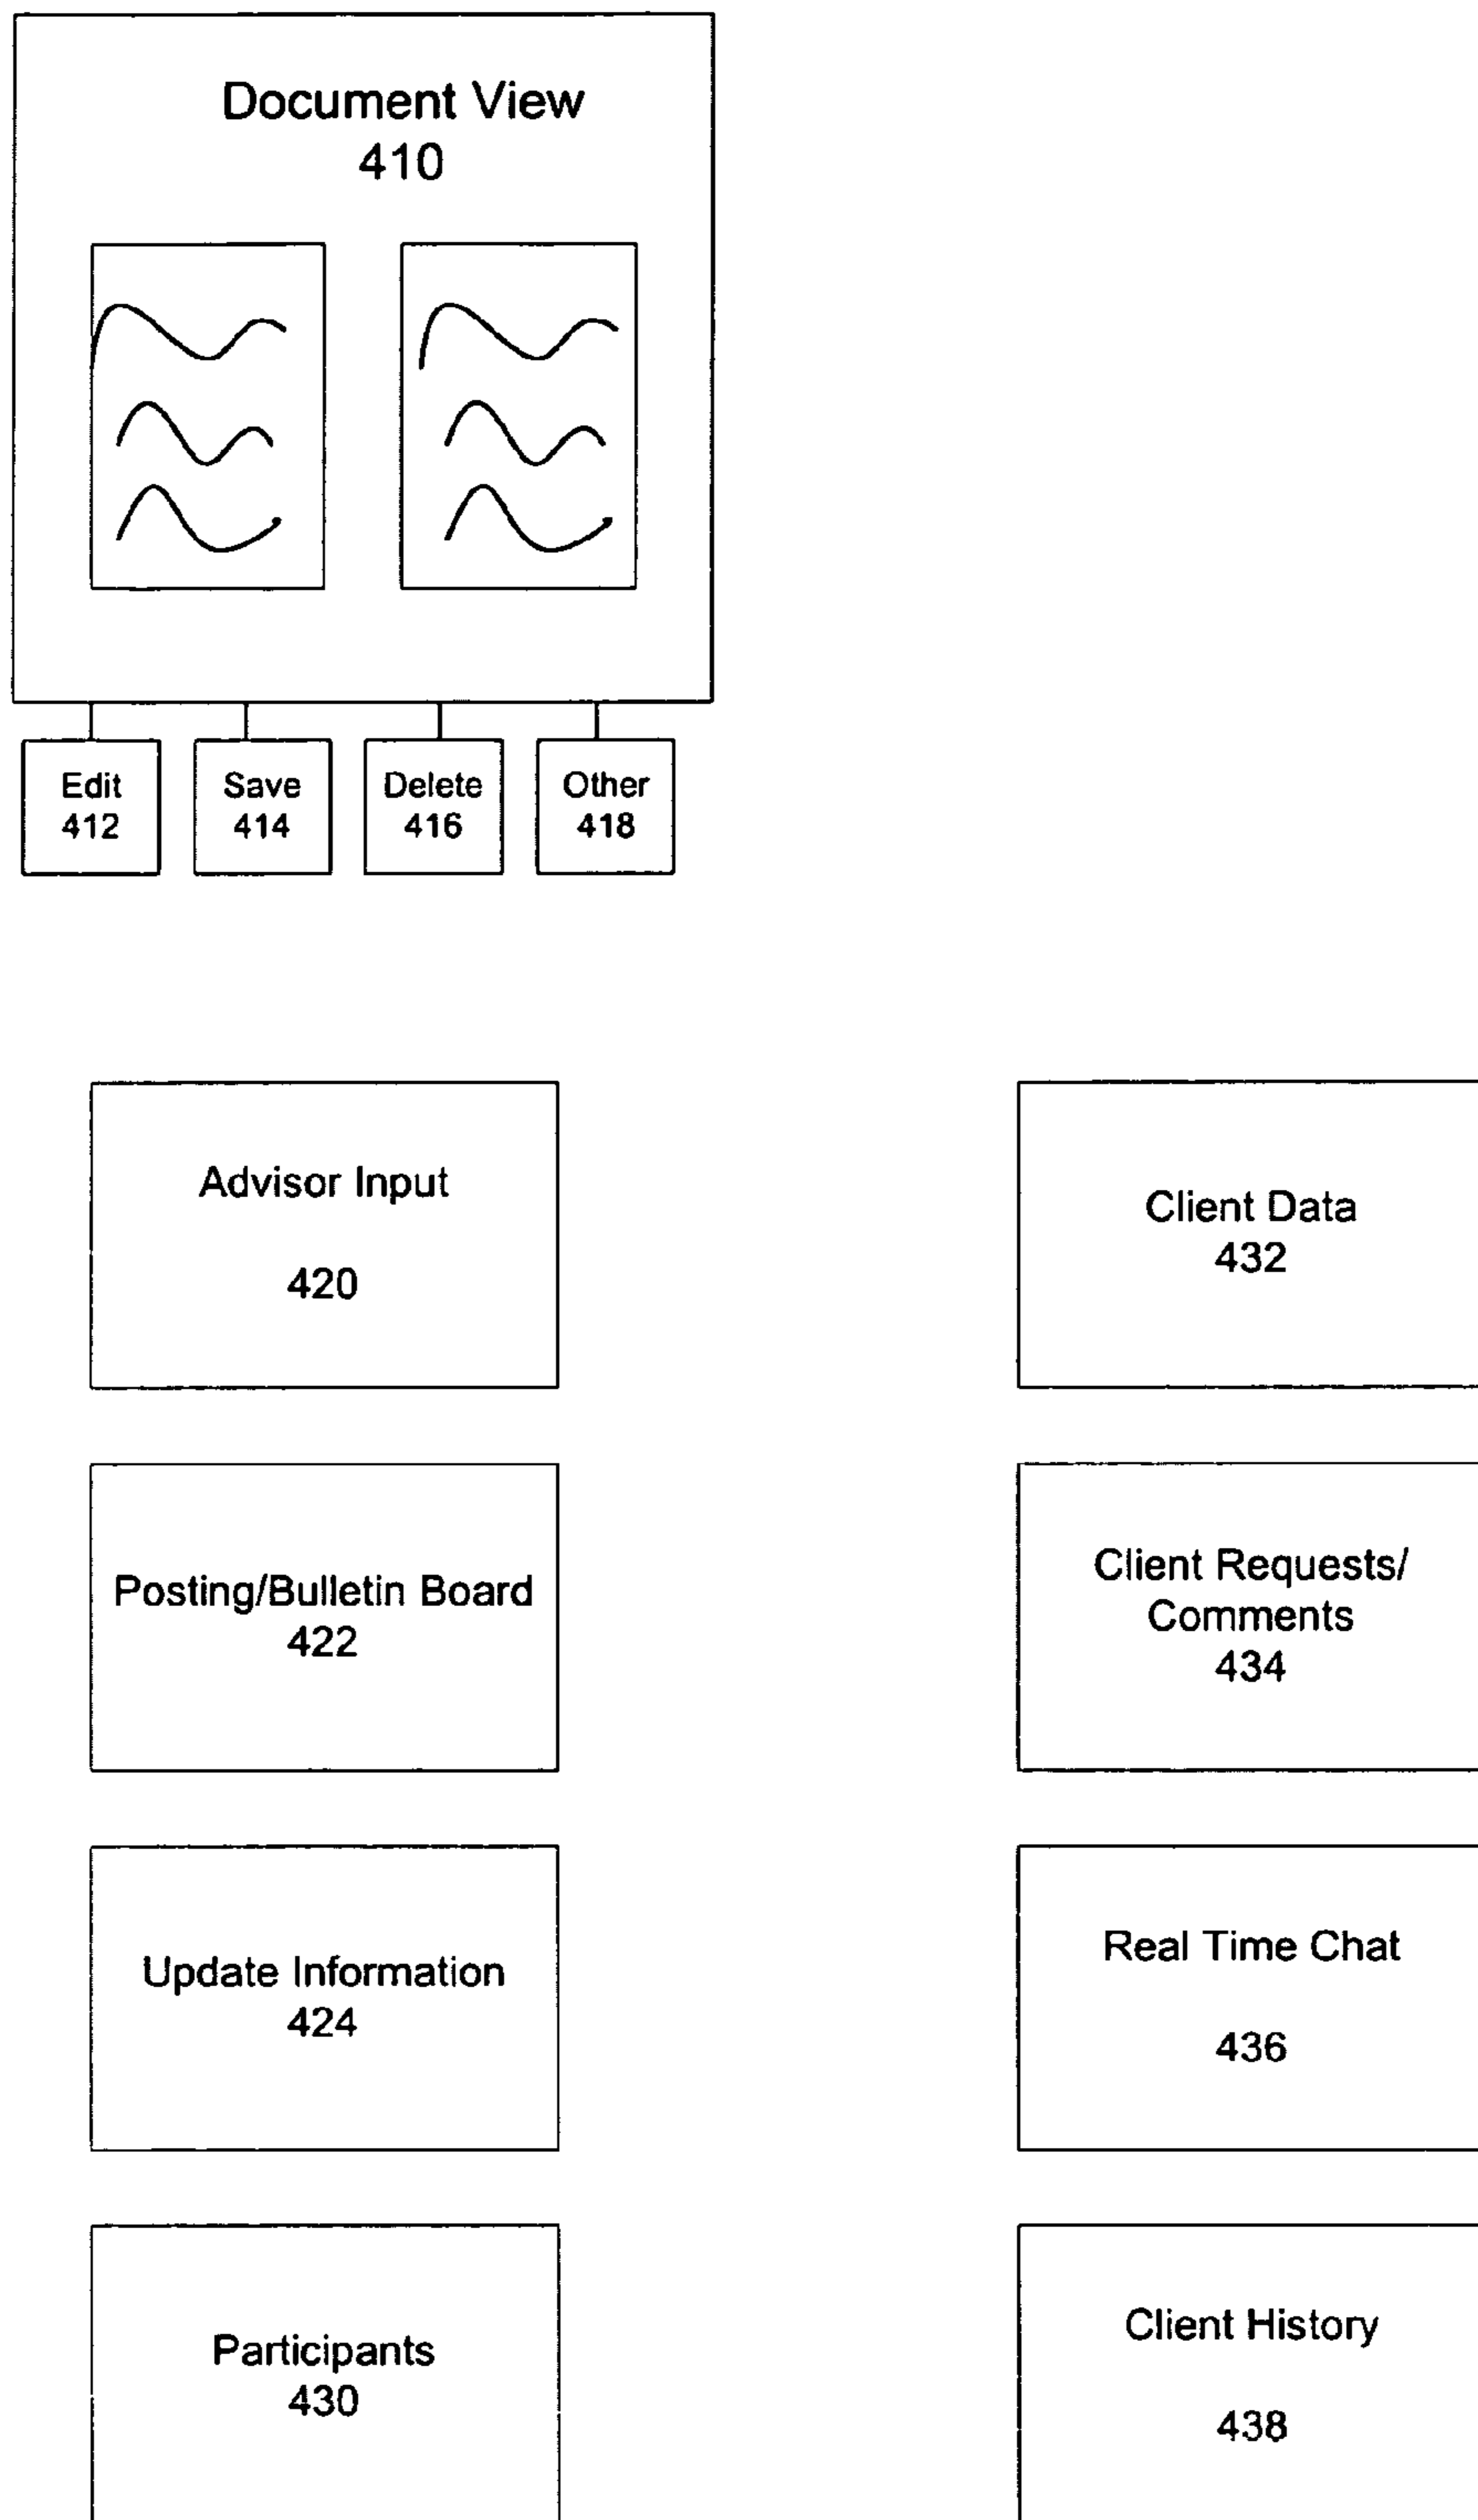 Document View
410
Edit
412
Save
414
Delete
416
Other
418
Advisor Input
420
Client Data
432
Posting/Bulletin Board
422
Client Requests/
Comments
434
Update Information
424
Real Time Chat
436
Participants
430
Client History
438